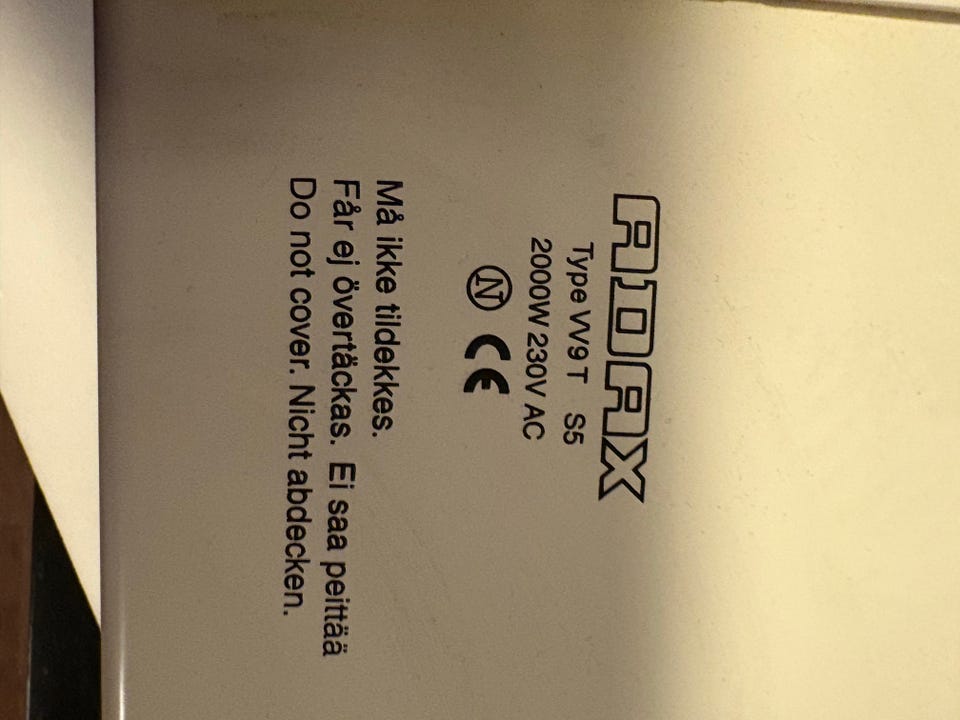 ADAX
Type VV9 T S5
2000W 230V AC
N CE
Må ikke tildekkes.
Får ej övertäckas. Ei saa peittää
Do not cover. Nicht abdecken.